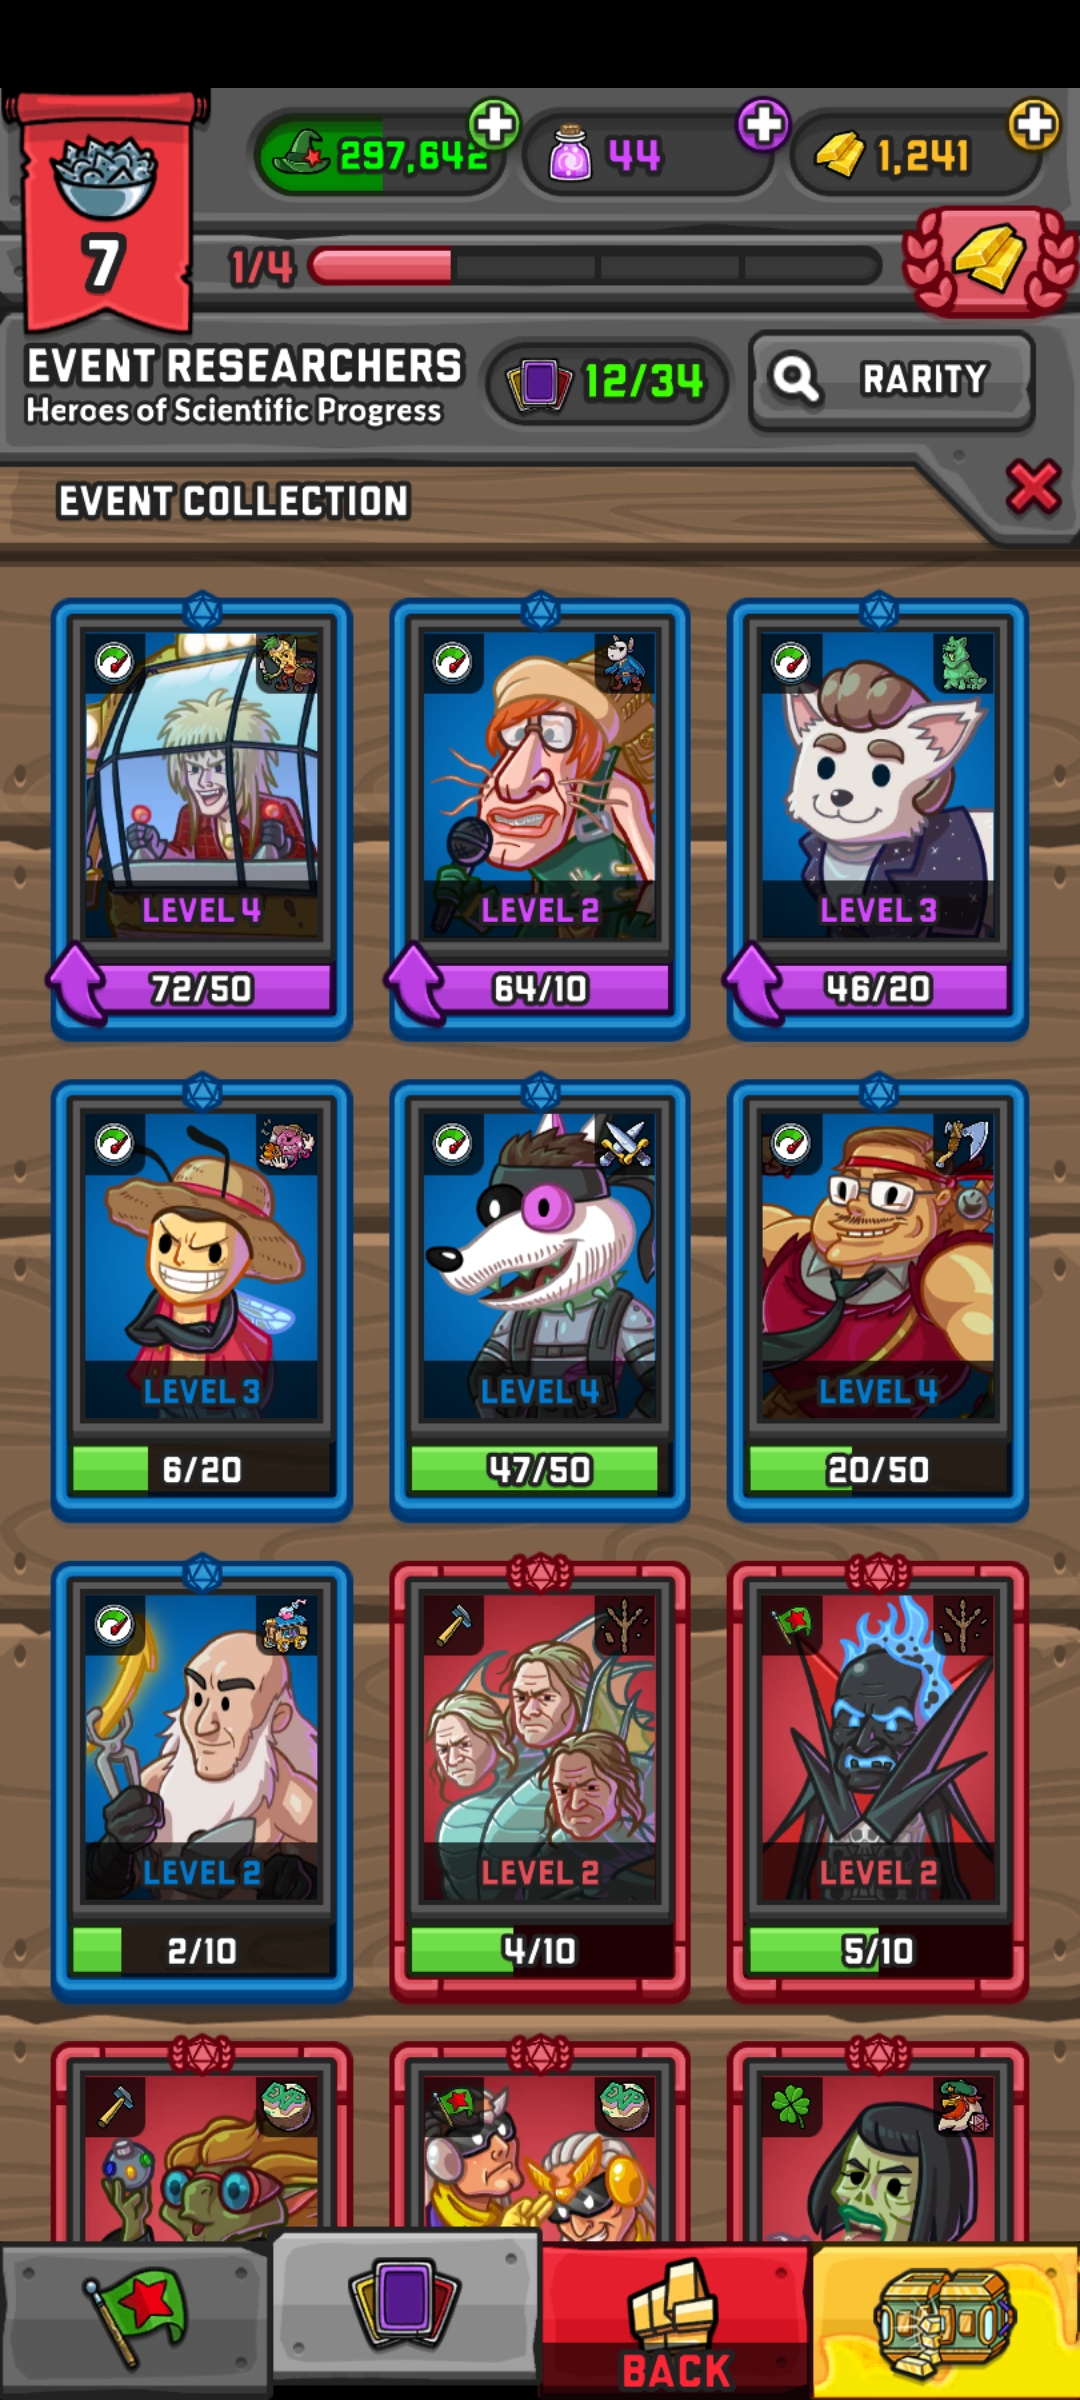 297,642
44
1,241
7
1/4
EVENT RESEARCHERS
Heroes of Scientific Progress
12/34
RARITY
EVENT COLLECTION
LEVEL 4
LEVEL 2
LEVEL 3
72/50
64/10
46/20
LEVEL 3
LEVEL 4
LEVEL 4
6/20
47/50
20/50
LEVEL 2
LEVEL 2
LEVEL 2
2/10
4/10
5/10
EXP
EXP
BACK